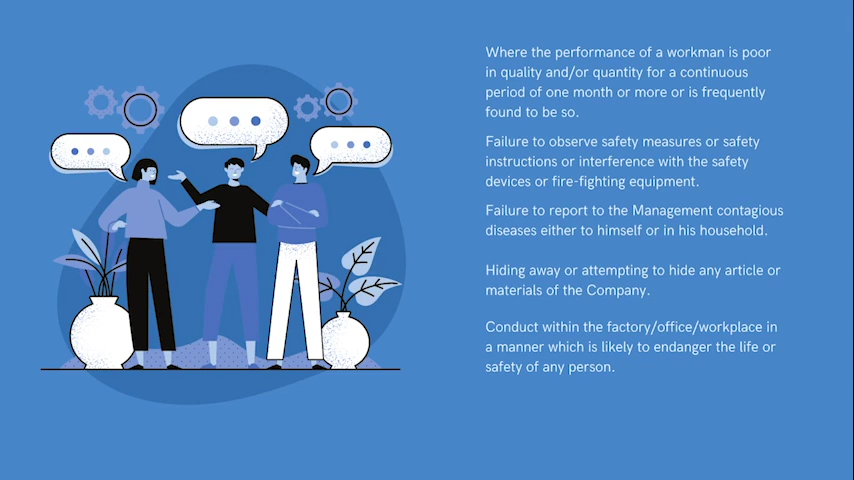 Where the performance of a workman is poor
in quality and/or quantity for a continuous
period of one month or more or is frequently
found to be so.
Failure to observe safety measures or safety
instructions or interference with the safety
devices or fire-fighting equipment.
Failure to report to the Management contagious
diseases either to himself or in his household.
Hiding away or attempting to hide any article or
materials of the Company.
Conduct within the factory/office/workplace in
a manner which is likely to endanger the life or
safety of any person.